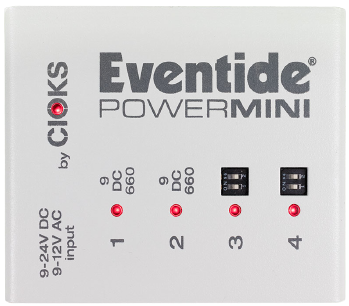 Eventide®
POWERMINI
by CIOKS
9
DC
660
9
DC
660
1
2
3
4
9-24V DC
9-12V AC
input